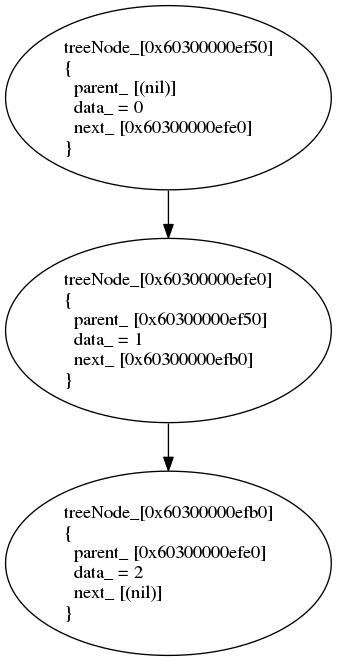 treeNode_[0x60300000ef50]
{
parent_ [(nil)]
data_ = 0
next_ [0x60300000efe0]
}
treeNode_[0x60300000efe0]
{
parent_ [0x60300000ef50]
data_ = 1
next_ [0x60300000efb0]
}
treeNode_[0x60300000efb0]
{
parent_ [0x60300000efe0]
data_ = 2
next_ [(nil)]
}